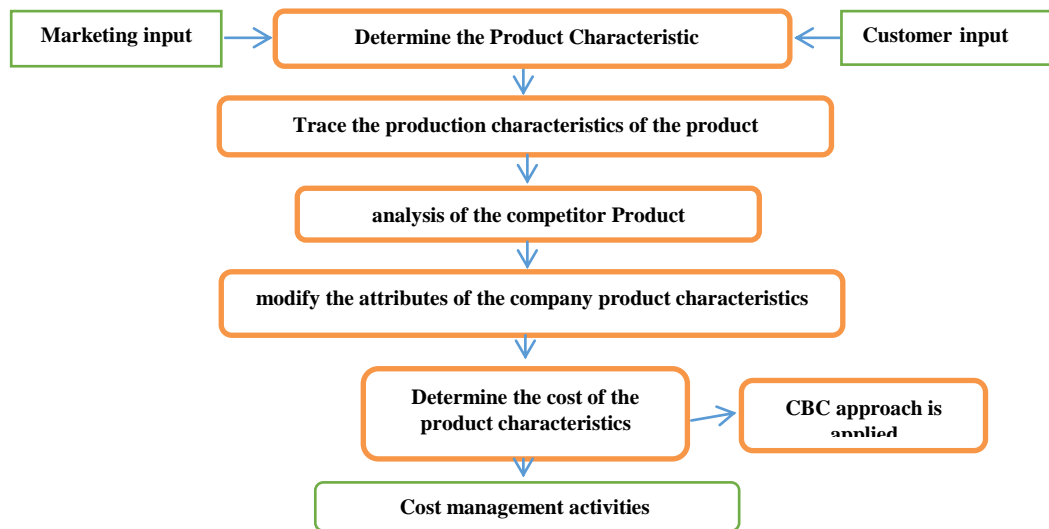 Marketing input
Determine the Product Characteristic
Customer input
Trace the production characteristics of the product
analysis of the competitor Product
modify the attributes of the company product characteristics
Determine the cost of the
product characteristics
CBC approach is
applied
Cost management activities